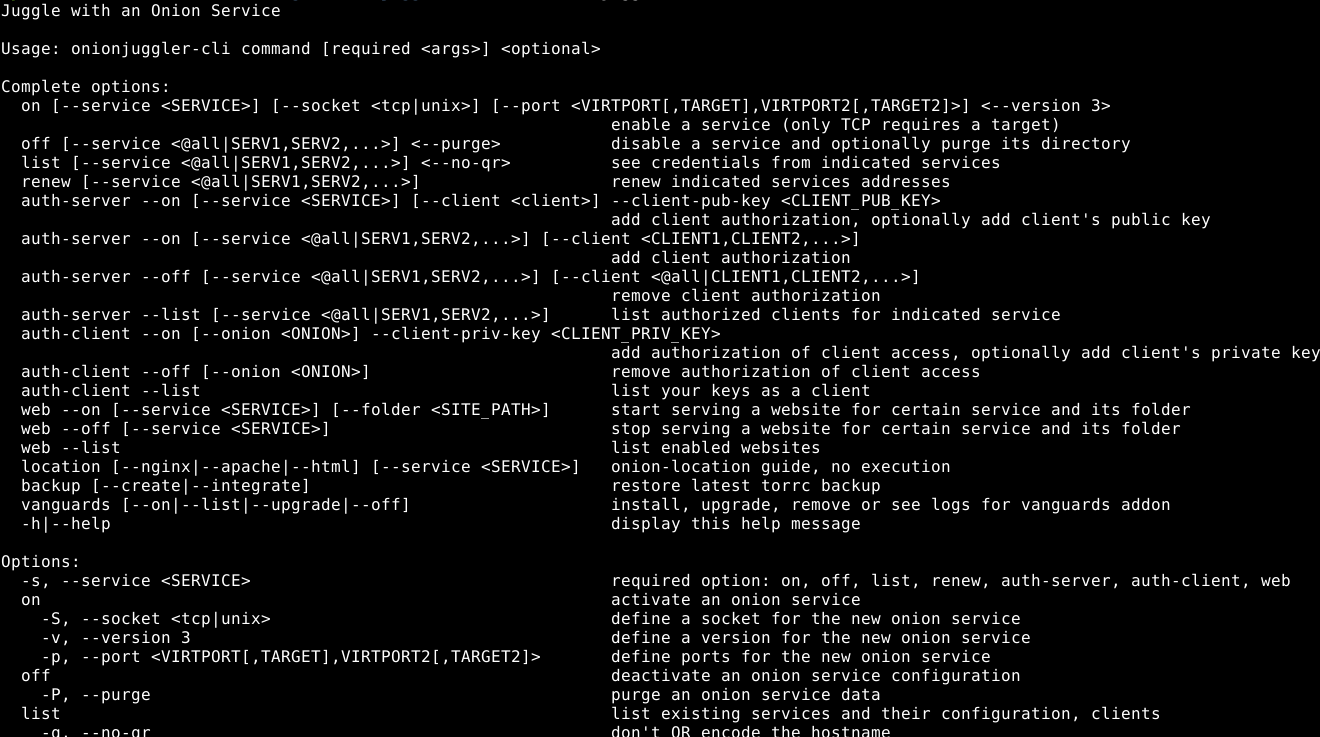 Juggle with an Onion Service
Usage: onionjuggler-cli command [required <args>] <optional>
Complete options:
on [--service <SERVICE>] [--socket <tcp|unix>] [--port <VIRTPORT[,TARGET],VIRTPORT2[,TARGET2]>] <--version 3>
enable a service (only TCP requires a target)
off [--service <@all|SERV1,SERV2,...>] <--purge> disable a service and optionally purge its directory
list [--service <@all|SERV1,SERV2,...>] <--no-qr> see credentials from indicated services
renew [--service <@all|SERV1,SERV2,...>] renew indicated services addresses
auth-server --on [--service <SERVICE>] [--client <client>] --client-pub-key <CLIENT_PUB_KEY>
add client authorization, optionally add client's public key
auth-server --on [--service <@all|SERV1,SERV2,...>] [--client <CLIENT1,CLIENT2,...>]
add client authorization
auth-server --off [--service <@all|SERV1,SERV2,...>] [--client <@all|CLIENT1,CLIENT2,...>]
remove client authorization
auth-server --list [--service <@all|SERV1,SERV2,...>] list authorized clients for indicated service
auth-client --on [--onion <ONION>] --client-priv-key <CLIENT_PRIV_KEY>
add authorization of client access, optionally add client's private key
auth-client --off [--onion <ONION>] remove authorization of client access
auth-client --list list your keys as a client
web --on [--service <SERVICE>] [--folder <SITE_PATH>] start serving a website for certain service and its folder
web --off [--service <SERVICE>] stop serving a website for certain service and its folder
web --list list enabled websites
location [--nginx|--apache|--html] [--service <SERVICE>] onion-location guide, no execution
backup [--create|--integrate] restore latest torrc backup
vanguards [--on|--list|--upgrade|--off] install, upgrade, remove or see logs for vanguards addon
-h|--help display this help message
Options:
-s, --service <SERVICE> required option: on, off, list, renew, auth-server, auth-client, web
on activate an onion service
-S, --socket <tcp|unix> define a socket for the new onion service
-v, --version 3 define a version for the new onion service
-p, --port <VIRTPORT[,TARGET],VIRTPORT2[,TARGET2]> define ports for the new onion service
off deactivate an onion service configuration
-P, --purge purge an onion service data
list list existing services and their configuration, clients
-q, --no-qr don't QR encode the hostname